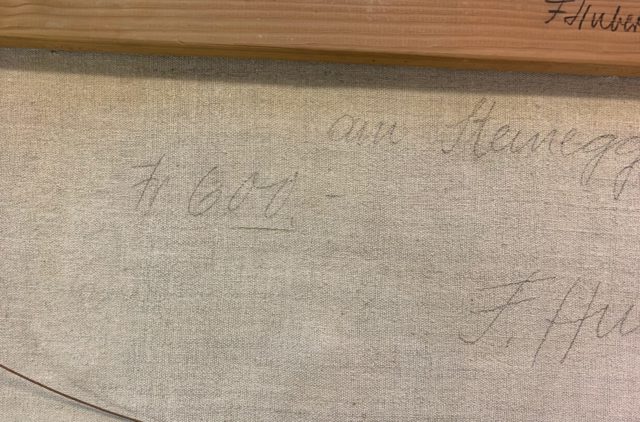 F Huber
am Steinegg
Fr 600.-
F. Hu